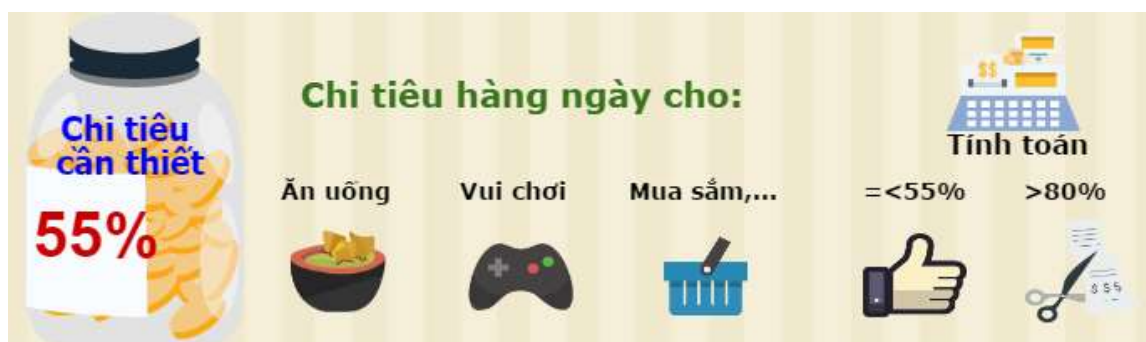 Chi tiêu
cần thiết
55%
Chi tiêu hàng ngày cho:
Ăn uống
Vui chơi
Mua sắm,...
$$
Tính toán
=<55%
>80%
$$$